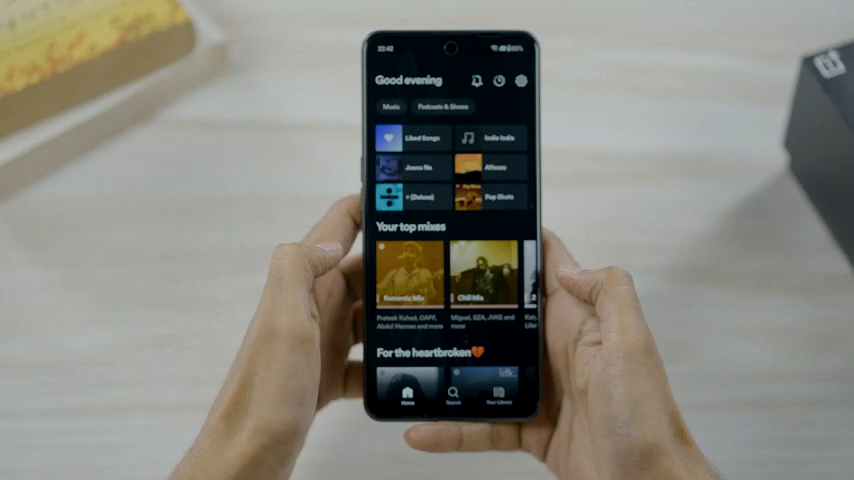 22:42
85%
Good evening
Music
Podcasts & Shows
Liked Songs
India India
Jaanu Na
÷ (Deluxe)
Pop Shots
Your top mixes
Romantic Mix
Chill Mix
Prateek Kuhad, OAFF,
Abdul Hannan and more
Miguel, SZA, JVKE and
more
For the heartbroken💔
Home
Search
Your Library